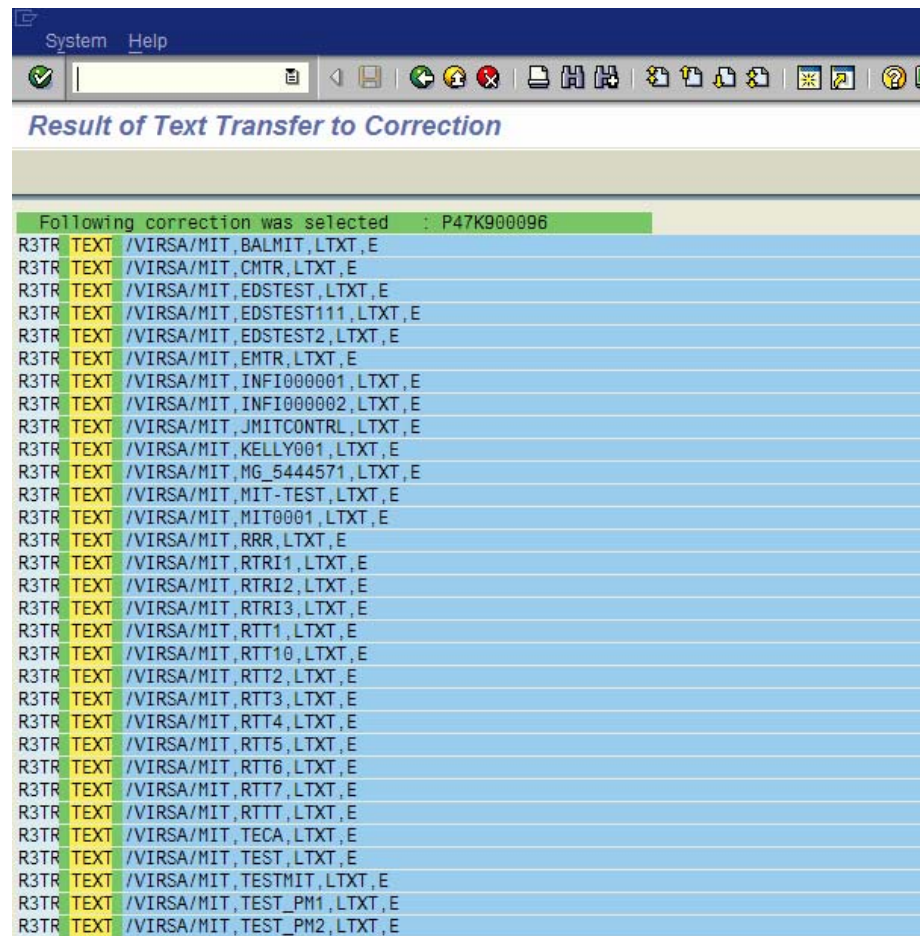 System Help
Result of Text Transfer to Correction
Following correction was selected : P47K900096
R3TR TEXT /VIRSA/MIT,BALMIT,LTXT,E
R3TR TEXT /VIRSA/MIT,CMTR,LTXT,E
R3TR TEXT /VIRSA/MIT,EDSTEST,LTXT,E
R3TR TEXT /VIRSA/MIT,EDSTEST111,LTXT,E
R3TR TEXT /VIRSA/MIT,EDSTEST2,LTXT,E
R3TR TEXT /VIRSA/MIT,EMTR,LTXT,E
R3TR TEXT /VIRSA/MIT,INFI000001,LTXT,E
R3TR TEXT /VIRSA/MIT,INFI000002,LTXT,E
R3TR TEXT /VIRSA/MIT,JMITCONTRL,LTXT,E
R3TR TEXT /VIRSA/MIT,KELLY001,LTXT,E
R3TR TEXT /VIRSA/MIT,MG_5444571,LTXT,E
R3TR TEXT /VIRSA/MIT,MIT-TEST,LTXT,E
R3TR TEXT /VIRSA/MIT,MIT0001,LTXT,E
R3TR TEXT /VIRSA/MIT,RRR,LTXT,E
R3TR TEXT /VIRSA/MIT,RTRI1,LTXT,E
R3TR TEXT /VIRSA/MIT,RTRI2,LTXT,E
R3TR TEXT /VIRSA/MIT,RTRI3,LTXT,E
R3TR TEXT /VIRSA/MIT,RTT1,LTXT,E
R3TR TEXT /VIRSA/MIT,RTT10,LTXT,E
R3TR TEXT /VIRSA/MIT,RTT2,LTXT,E
R3TR TEXT /VIRSA/MIT,RTT3,LTXT,E
R3TR TEXT /VIRSA/MIT,RTT4,LTXT,E
R3TR TEXT /VIRSA/MIT,RTT5,LTXT,E
R3TR TEXT /VIRSA/MIT,RTT6,LTXT,E
R3TR TEXT /VIRSA/MIT,RTT7,LTXT,E
R3TR TEXT /VIRSA/MIT,RTTT,LTXT,E
R3TR TEXT /VIRSA/MIT,TECA,LTXT,E
R3TR TEXT /VIRSA/MIT,TEST,LTXT,E
R3TR TEXT /VIRSA/MIT,TESTMIT,LTXT,E
R3TR TEXT /VIRSA/MIT,TEST_PM1,LTXT,E
R3TR TEXT /VIRSA/MIT,TEST_PM2,LTXT,E